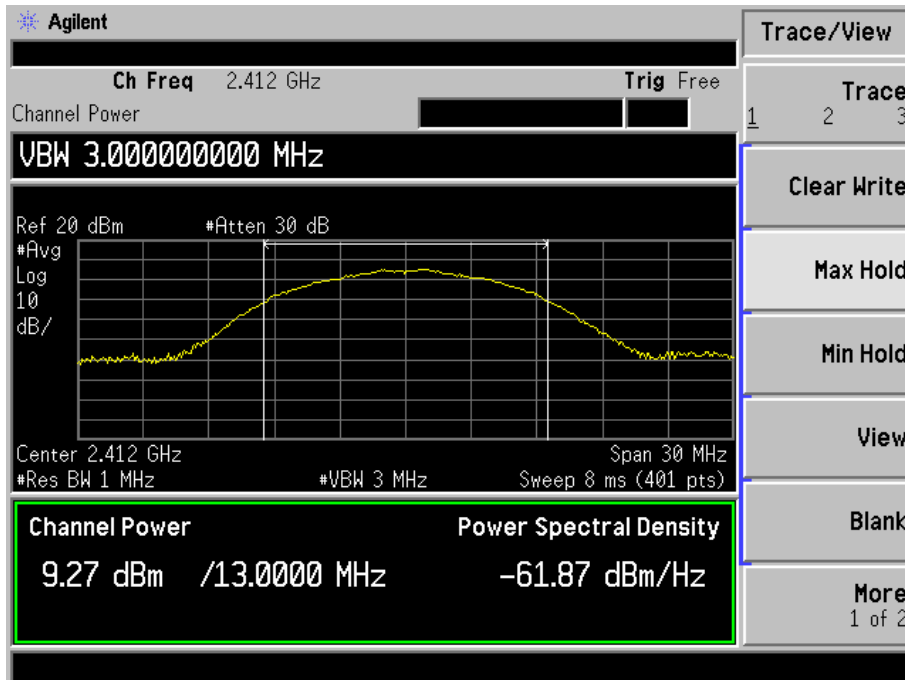 Agilent
Trace/View
Ch Freq 2.412 GHz Trig Free
Channel Power
Trace
1 2 3
VBW 3.000000000 MHz
Clear Write
Ref 20 dBm #Atten 30 dB
#Avg
Log
10
dB/
Max Hold
Min Hold
View
Center 2.412 GHz Span 30 MHz
#Res BW 1 MHz #VBW 3 MHz Sweep 8 ms (401 pts)
Blank
Channel Power Power Spectral Density
9.27 dBm /13.0000 MHz -61.87 dBm/Hz
More
1 of 2